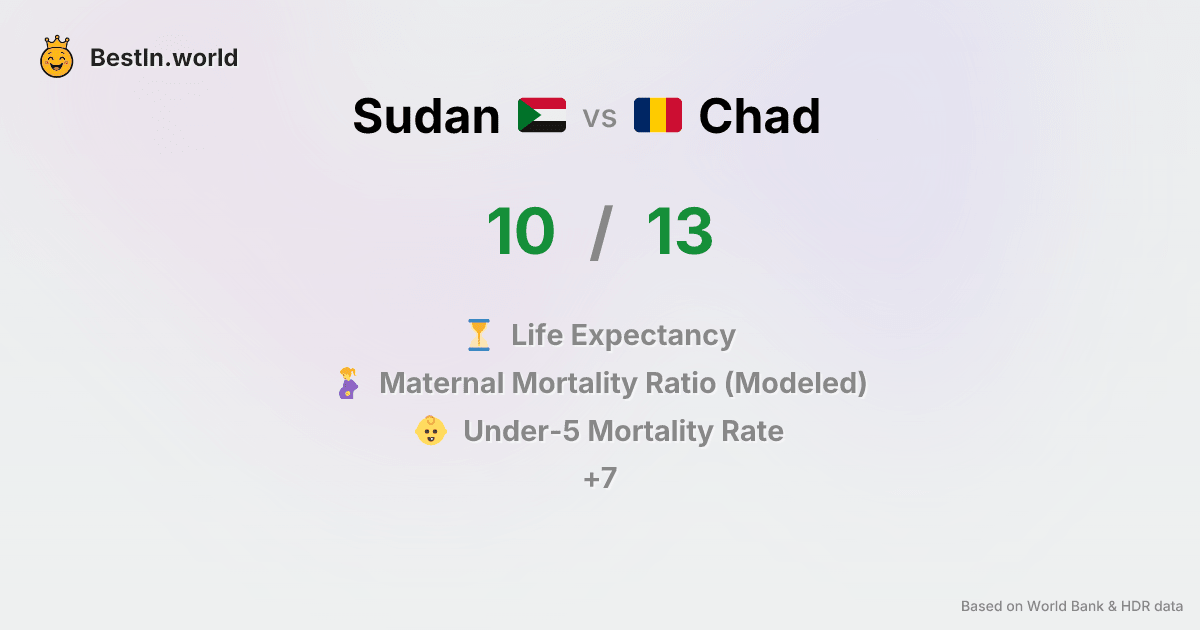 BestIn.world
Sudan vs Chad
10 / 13
Life Expectancy
Maternal Mortality Ratio (Modeled)
Under-5 Mortality Rate
+7
Based on World Bank & HDR data